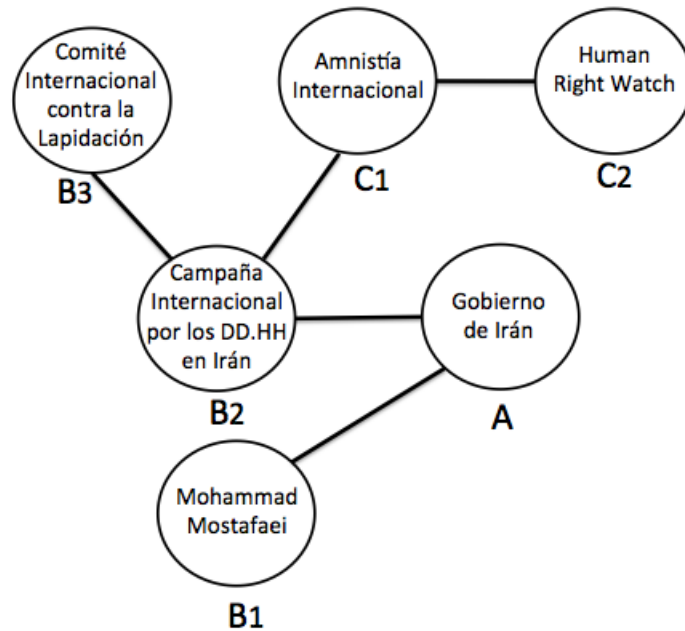 Comité
Internacional
contra la
Lapidación
B3
Amnistía
Internacional
C1
Human
Right Watch
C2
Campaña
Internacional
por los DD.HH
en Irán
B2
Gobierno
de Irán
A
Mohammad
Mostafaei
B1